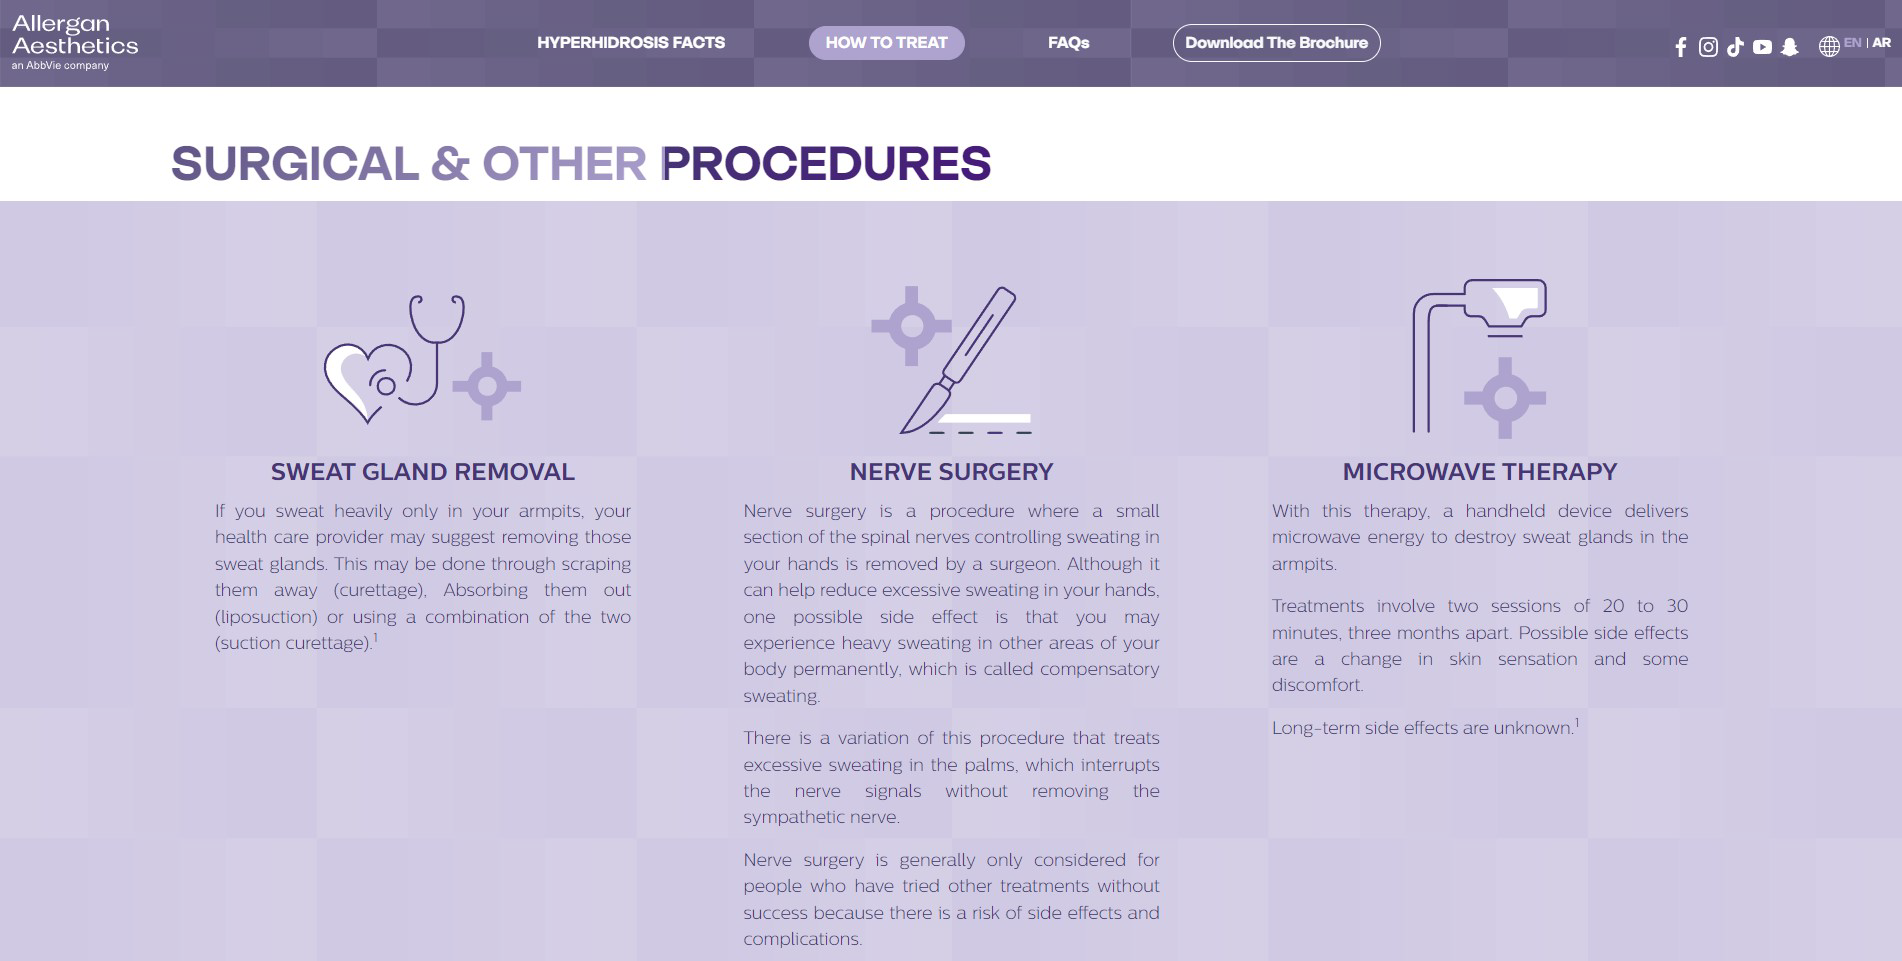 Allergan
Aesthetics
an AbbVie company
HYPERHIDROSIS FACTS
HOW TO TREAT
FAQs
Download The Brochure
EN | AR
SURGICAL & OTHER PROCEDURES
SWEAT GLAND REMOVAL
If you sweat heavily only in your armpits, your
health care provider may suggest removing those
sweat glands. This may be done through scraping
them away (curettage), Absorbing them out
(liposuction) or using a combination of the two
(suction curettage).1
NERVE SURGERY
Nerve surgery is a procedure where a small
section of the spinal nerves controlling sweating in
your hands is removed by a surgeon. Although it
can help reduce excessive sweating in your hands,
one possible side effect is that you may
experience heavy sweating in other areas of your
body permanently, which is called compensatory
sweating.
There is a variation of this procedure that treats
excessive sweating in the palms, which interrupts
the nerve signals without removing the
sympathetic nerve.
Nerve surgery is generally only considered for
people who have tried other treatments without
success because there is a risk of side effects and
complications.
MICROWAVE THERAPY
With this therapy, a handheld device delivers
microwave energy to destroy sweat glands in the
armpits.
Treatments involve two sessions of 20 to 30
minutes, three months apart. Possible side effects
are a change in skin sensation and some
discomfort.
Long-term side effects are unknown.1